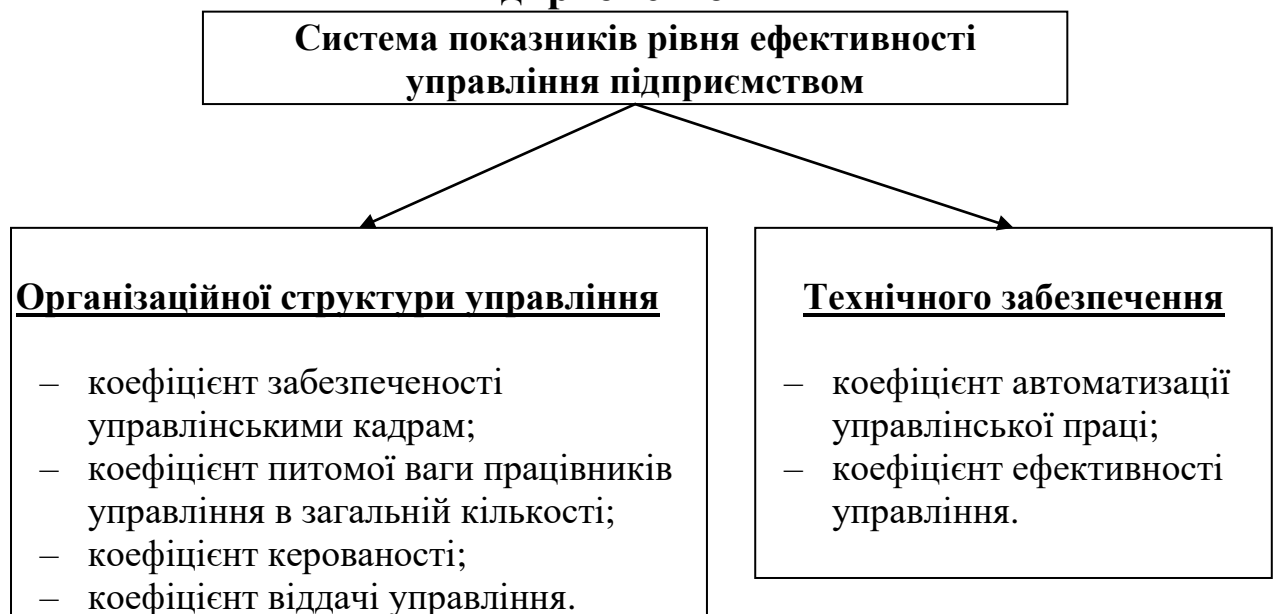 Система показників рівня ефективності
управління підприємством
Організаційної структури управління
– коефіцієнт забезпеченості
управлінськими кадрам;
– коефіцієнт питомої ваги працівників
управління в загальній кількості;
– коефіцієнт керованості;
– коефіцієнт віддачі управління.
Технічного забезпечення
– коефіцієнт автоматизації
управлінської праці;
– коефіцієнт ефективності
управління.